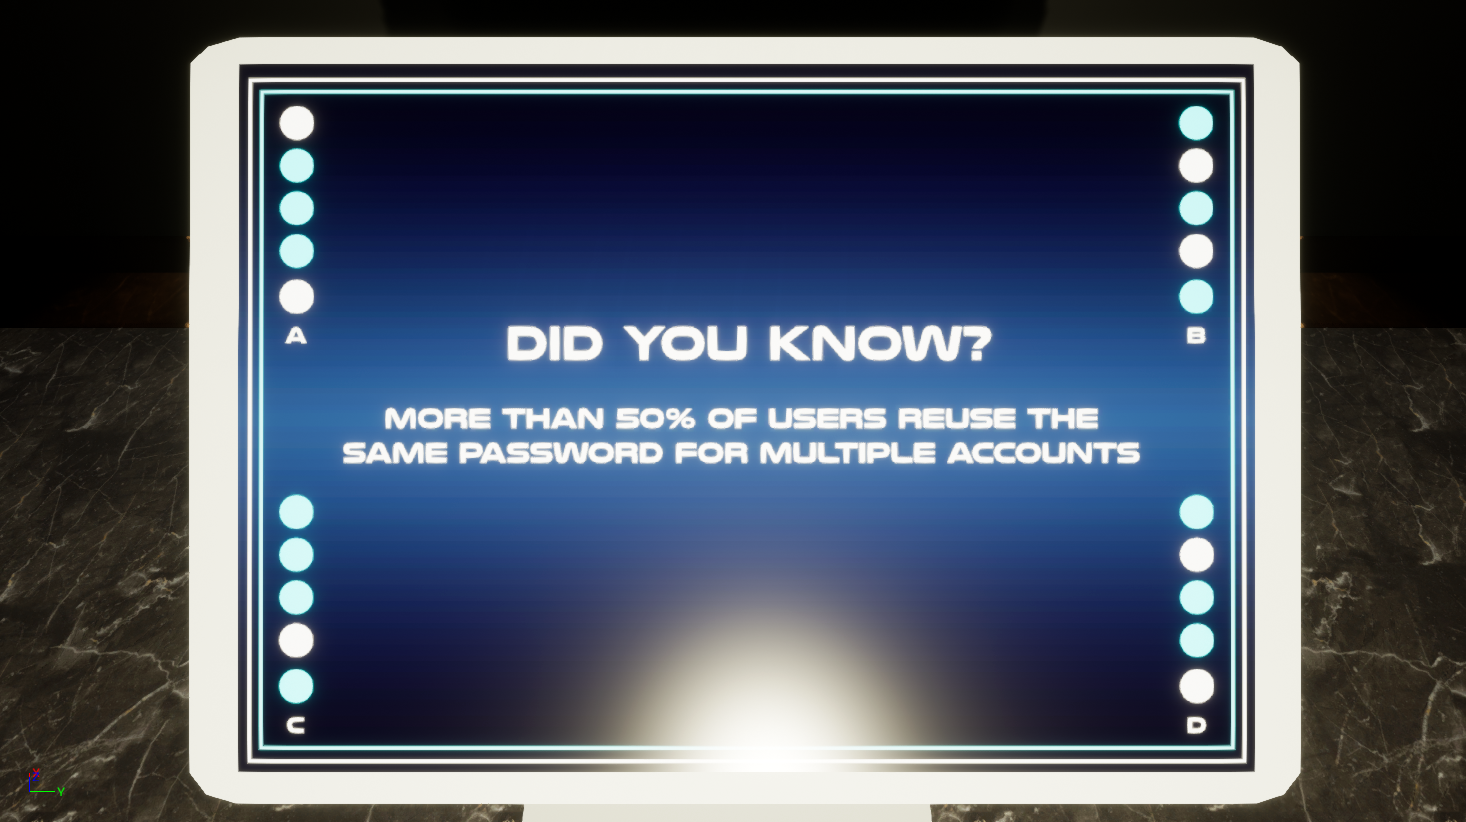 A
B
DID YOU KNOW?
MORE THAN 50% OF USERS REUSE THE
SAME PASSWORD FOR MULTIPLE ACCOUNTS
C
D
Y